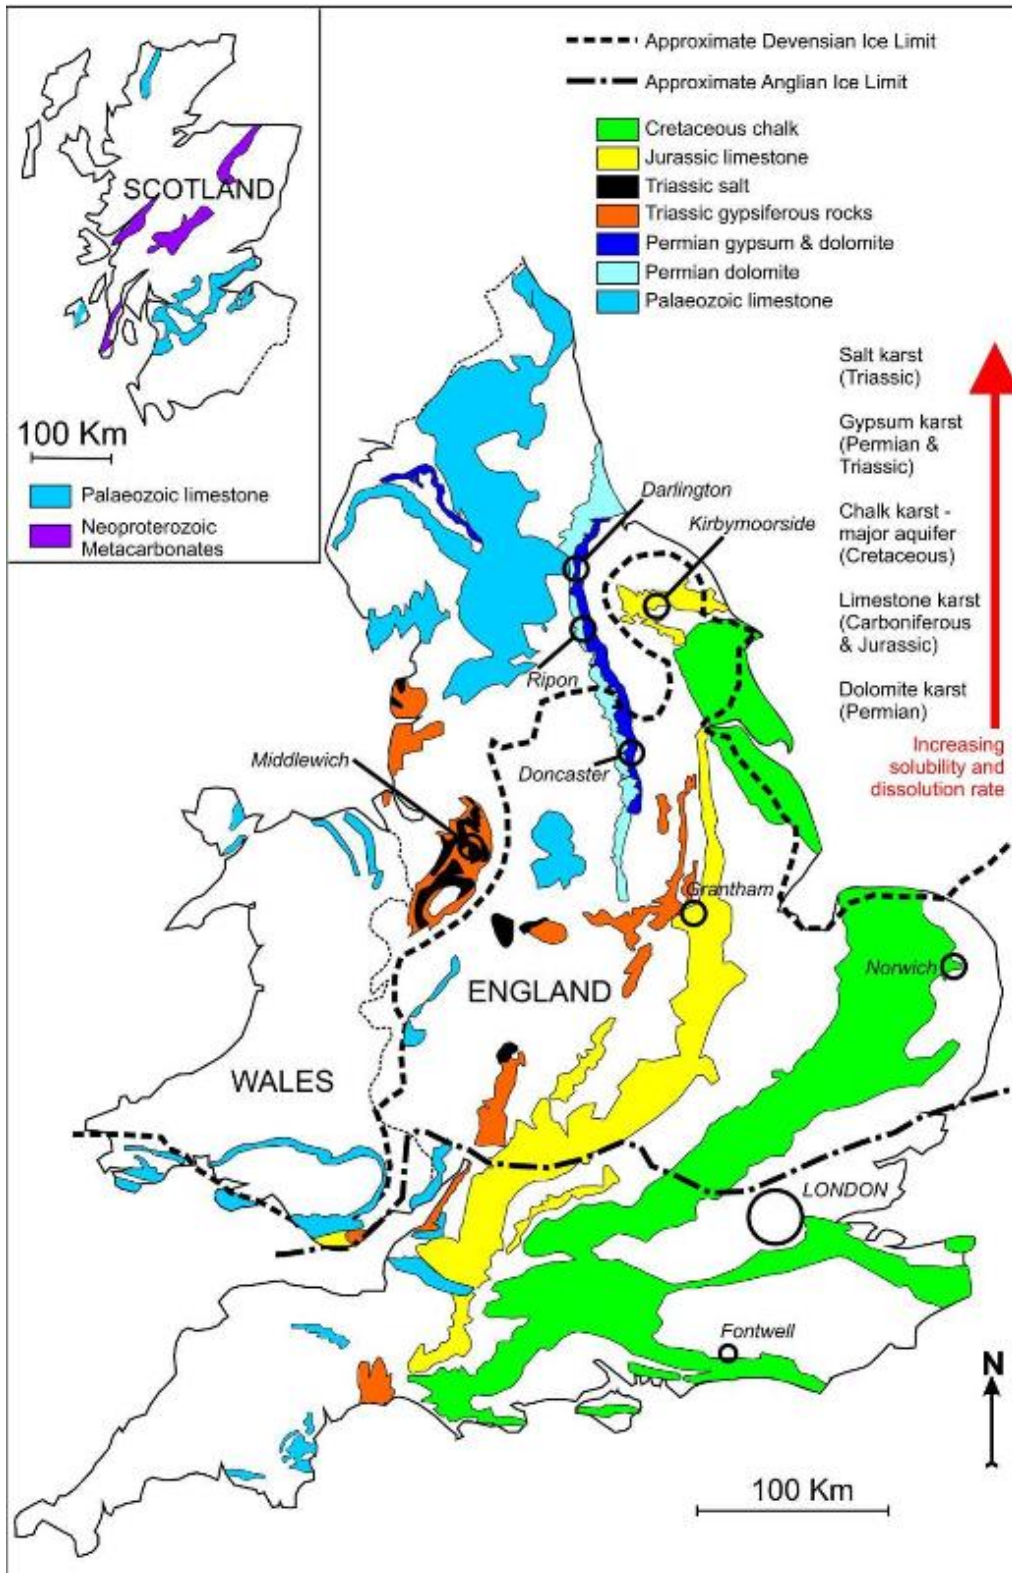 SCOTLAND
100 Km
Palaeozoic limestone
Neoproterozoic
Metacarbonates
Approximate Devensian Ice Limit
Approximate Anglian Ice Limit
Cretaceous chalk
Jurassic limestone
Triassic salt
Triassic gypsiferous rocks
Permian gypsum & dolomite
Permian dolomite
Palaeozoic limestone
Salt karst
(Triassic)
Gypsum karst
(Permian &
Triassic)
Chalk karst -
major aquifer
(Cretaceous)
Limestone karst
(Carboniferous
& Jurassic)
Dolomite karst
(Permian)
Increasing
solubility and
dissolution rate
Darlington
Kirbymoorside
Ripon
Middlewich
Doncaster
Grantham
Norwich
ENGLAND
WALES
LONDON
Fontwell
N
100 Km